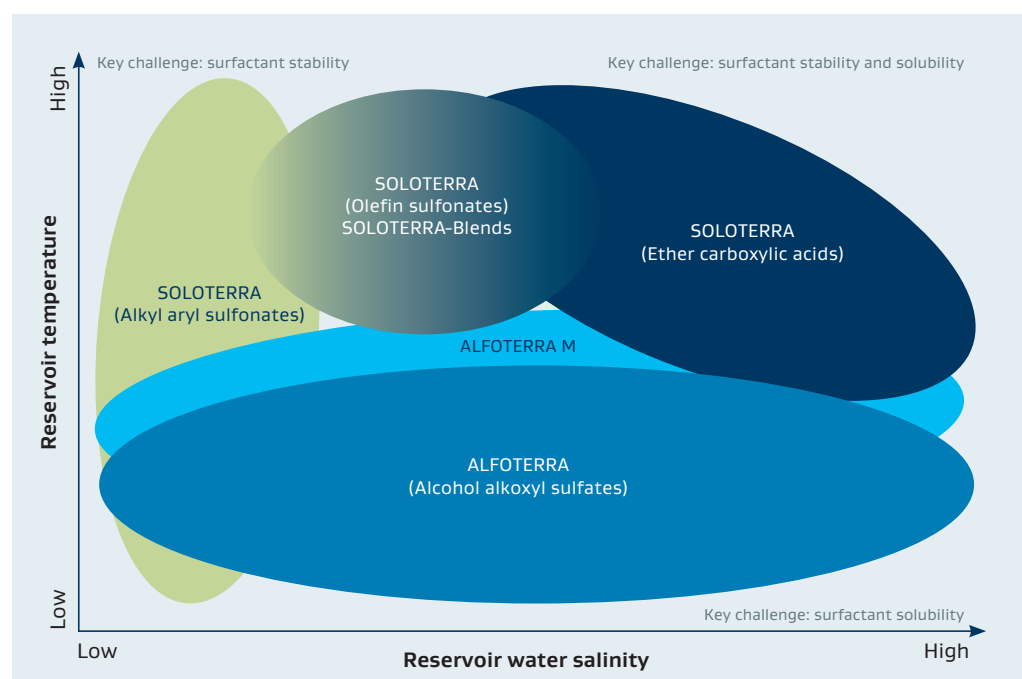 Key challenge: surfactant stability
Key challenge: surfactant stability and solubility
High
SOLOTERRA
(Olefin sulfonates)
SOLOTERRA-Blends
SOLOTERRA
(Ether carboxylic acids)
SOLOTERRA
(Alkyl aryl sulfonates)
Reservoir temperature
ALFOTERRA M
ALFOTERRA
(Alcohol alkoxyl sulfates)
Low
Key challenge: surfactant solubility
Low
Reservoir water salinity
High